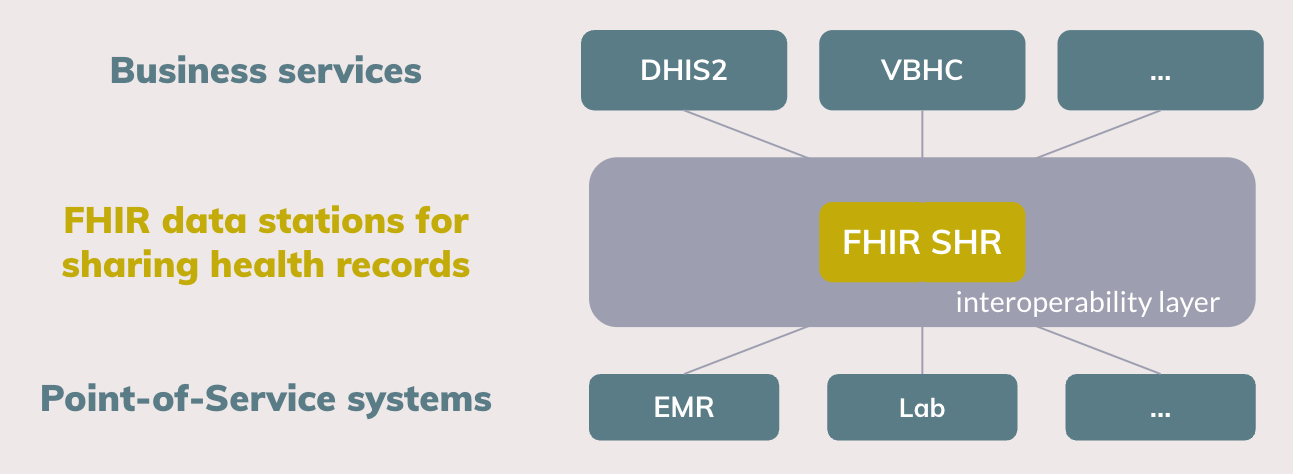 Business services
DHIS2
VBHC
...
FHIR data stations for
sharing health records
FHIR SHR
interoperability layer
Point-of-Service systems
EMR
Lab
...